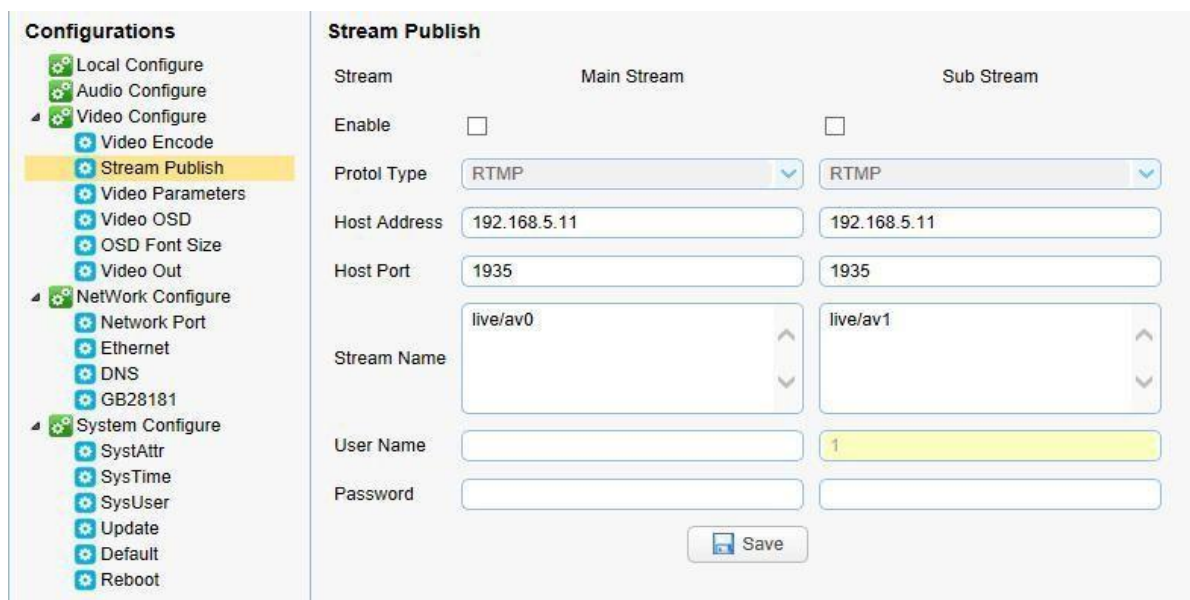 Configurations
Local Configure
Audio Configure
Video Configure
Video Encode
Stream Publish
Video Parameters
Video OSD
OSD Font Size
Video Out
NetWork Configure
Network Port
Ethernet
DNS
GB28181
System Configure
SystAttr
SysTime
SysUser
Update
Default
Reboot
Stream Publish
Stream Main Stream Sub Stream
Enable
Protol Type RTMP RTMP
Host Address 192.168.5.11 192.168.5.11
Host Port 1935 1935
Stream Name live/av0 live/av1
User Name 1
Password
Save